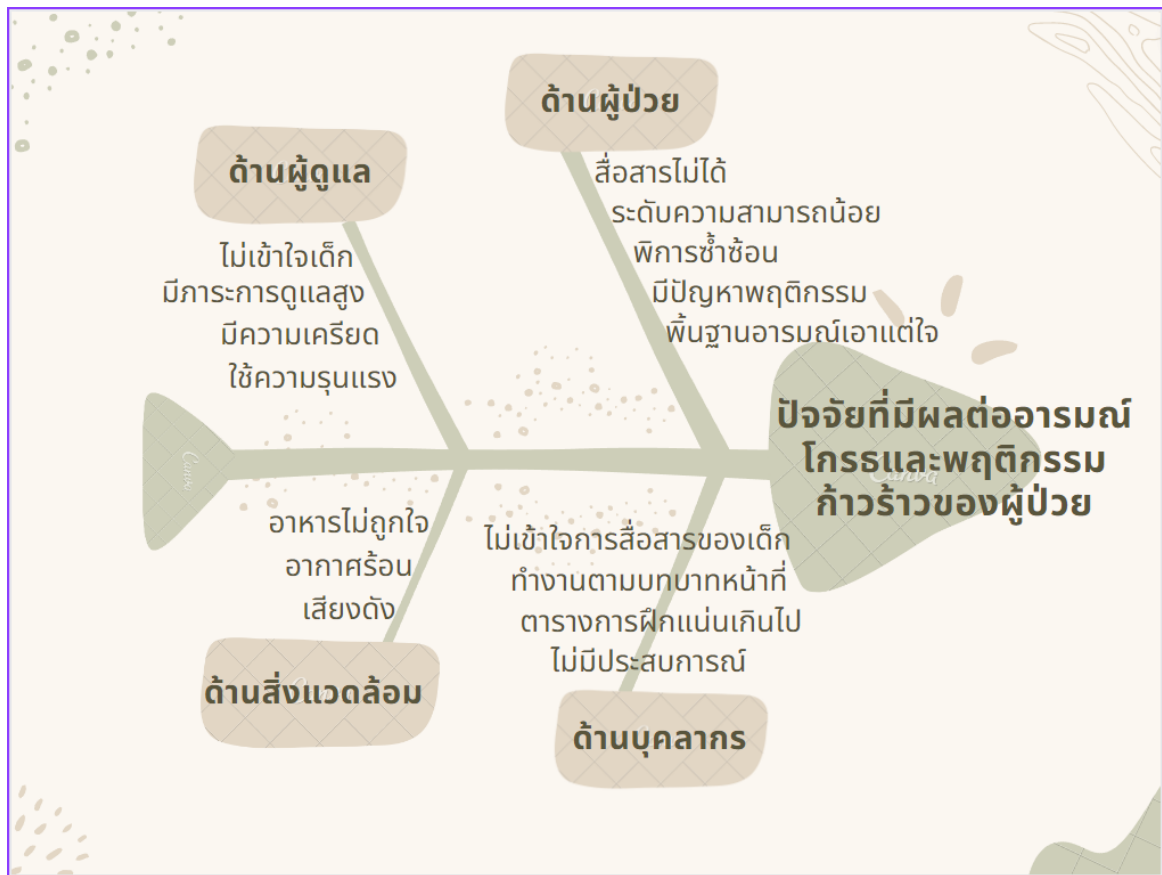 ด้านผู้ป่วย
สื่อสารไม่ได้
ระดับความสามารถน้อย
พิการซ้ำซ้อน
มีปัญหาพฤติกรรม
พื้นฐานอารมณ์เอาแต่ใจ
ด้านผู้ดูแล
ไม่เข้าใจเด็ก
มีภาระการดูแลสูง
มีความเครียด
ใช้ความรุนแรง
ปัจจัยที่มีผลต่ออารมณ์
โกรธและพฤติกรรม
ก้าวร้าวของผู้ป่วย
Canva
Canva
อาหารไม่ถูกใจ
อากาศร้อน
เสียงดัง
ด้านสิ่งแวดล้อม
ไม่เข้าใจการสื่อสารของเด็ก
ทำงานตามบทบาทหน้าที่
ตารางการฝึกแน่นเกินไป
ไม่มีประสบการณ์
ด้านบุคลากร